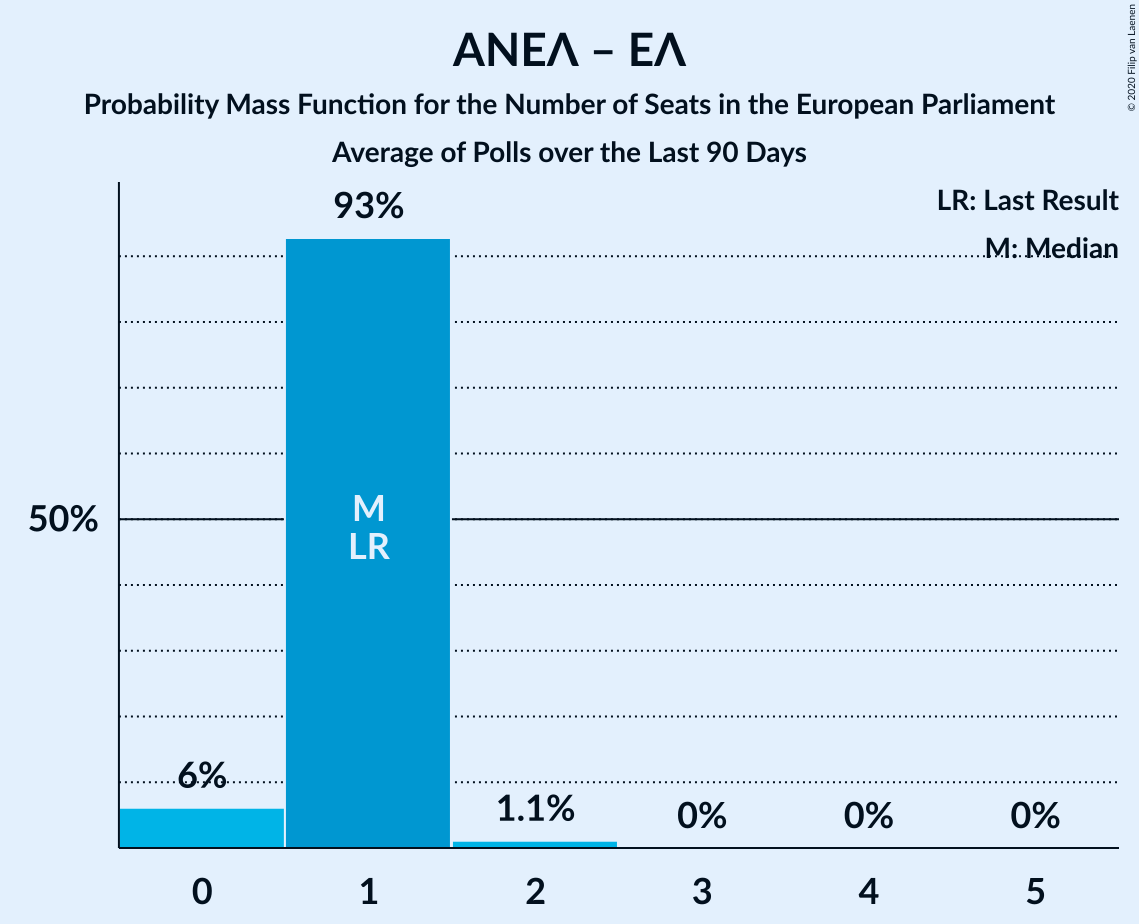 ΑΝΕΛ – ΕΛ
Probability Mass Function for the Number of Seats in the European Parliament
Average of Polls over the Last 90 Days
© 2020 Filip van Laenen
LR: Last Result
M: Median
93%
50%
M
LR
6%
1.1%
0%
0%
0%
0
1
2
3
4
5